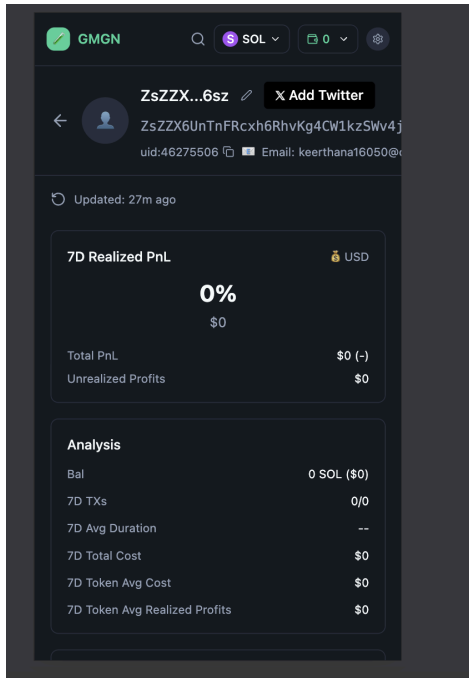 GMGN
SOL
0
ZsZZX...6sz
Add Twitter
ZsZZX6UnTnFRcxh6RhvKg4CW1kzSWv4j
uid:46275506 Email: keerthana16050@
Updated: 27m ago
7D Realized PnL
USD
0%
$0
Total PnL $0 (-)
Unrealized Profits $0
Analysis
Bal 0 SOL ($0)
7D TXs 0/0
7D Avg Duration --
7D Total Cost $0
7D Token Avg Cost $0
7D Token Avg Realized Profits $0